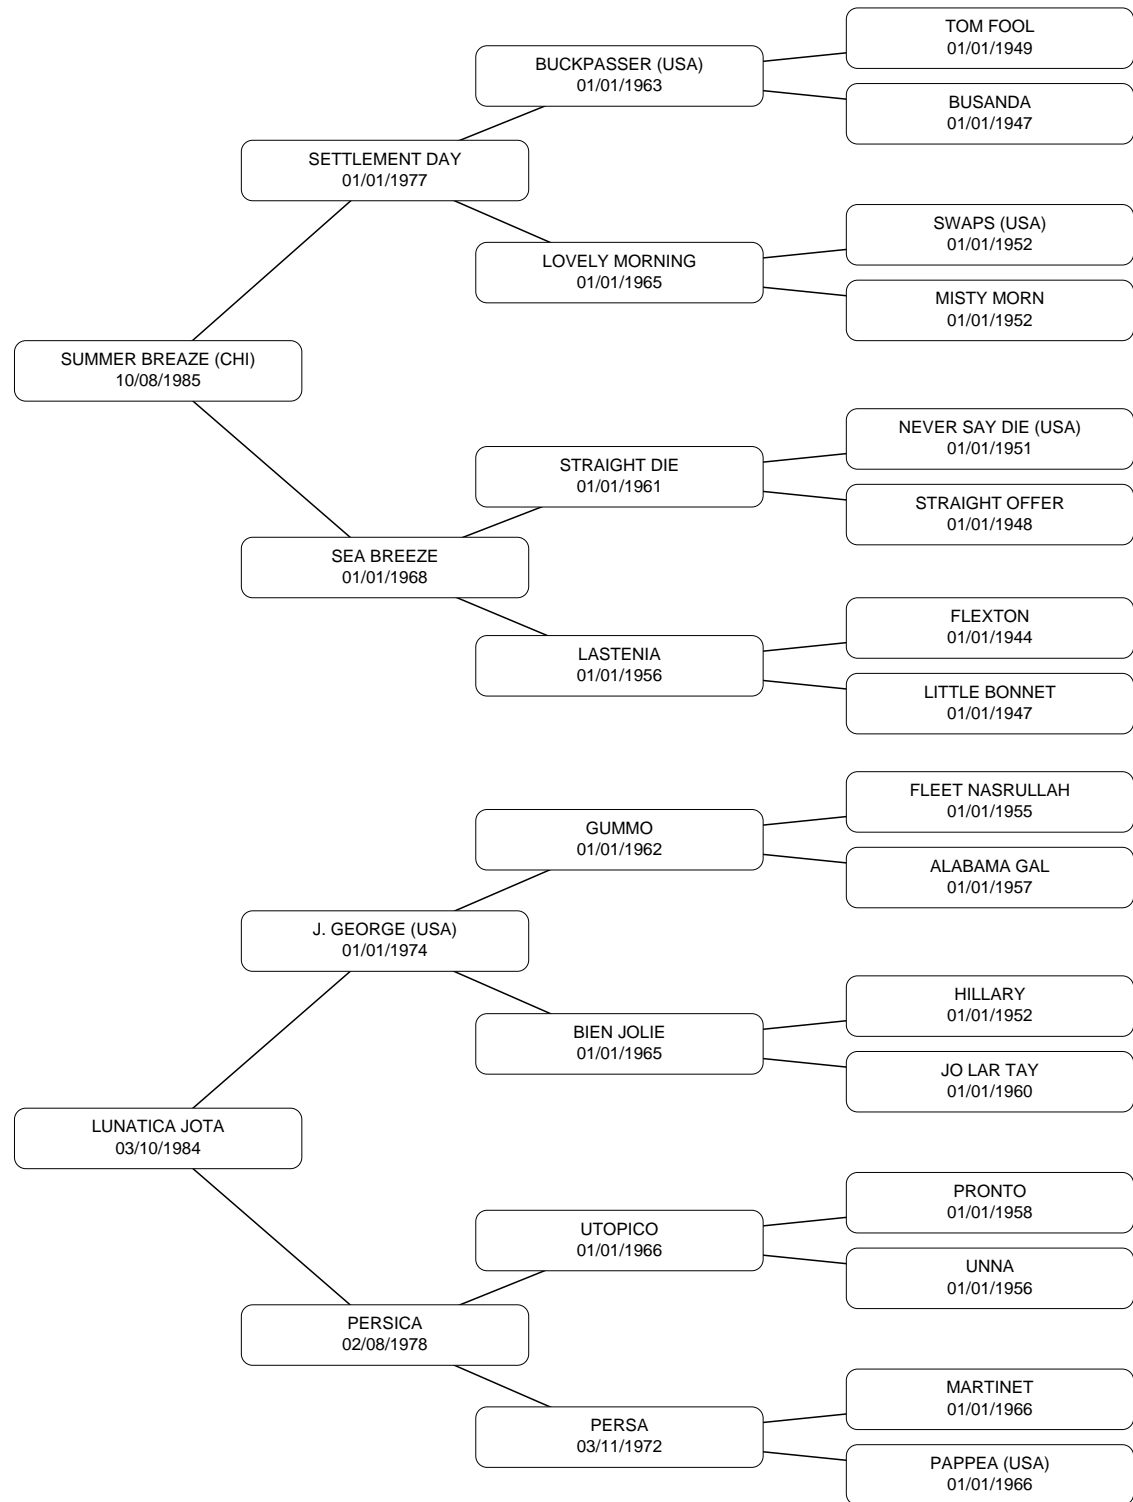 TOM FOOL
01/01/1949
BUCKPASSER (USA)
01/01/1963
BUSANDA
01/01/1947
SETTLEMENT DAY
01/01/1977
SWAPS (USA)
01/01/1952
LOVELY MORNING
01/01/1965
MISTY MORN
01/01/1952
SUMMER BREAZE (CHI)
10/08/1985
NEVER SAY DIE (USA)
01/01/1951
STRAIGHT DIE
01/01/1961
STRAIGHT OFFER
01/01/1948
SEA BREEZE
01/01/1968
FLEXTON
01/01/1944
LASTENIA
01/01/1956
LITTLE BONNET
01/01/1947
FLEET NASRULLAH
01/01/1955
GUMMO
01/01/1962
ALABAMA GAL
01/01/1957
J. GEORGE (USA)
01/01/1974
HILLARY
01/01/1952
BIEN JOLIE
01/01/1965
JO LAR TAY
01/01/1960
LUNATICA JOTA
03/10/1984
PRONTO
01/01/1958
UTOPICO
01/01/1966
UNNA
01/01/1956
PERSICA
02/08/1978
MARTINET
01/01/1966
PERSA
03/11/1972
PAPPEA (USA)
01/01/1966